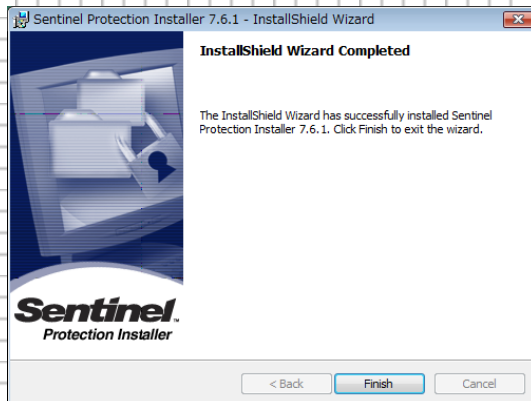 Sentinel Protection Installer 7.6.1 - InstallShield Wizard
InstallShield Wizard Completed
The InstallShield Wizard has successfully installed Sentinel
Protection Installer 7.6.1. Click Finish to exit the wizard.
Sentinel™
Protection Installer
< Back
Finish
Cancel